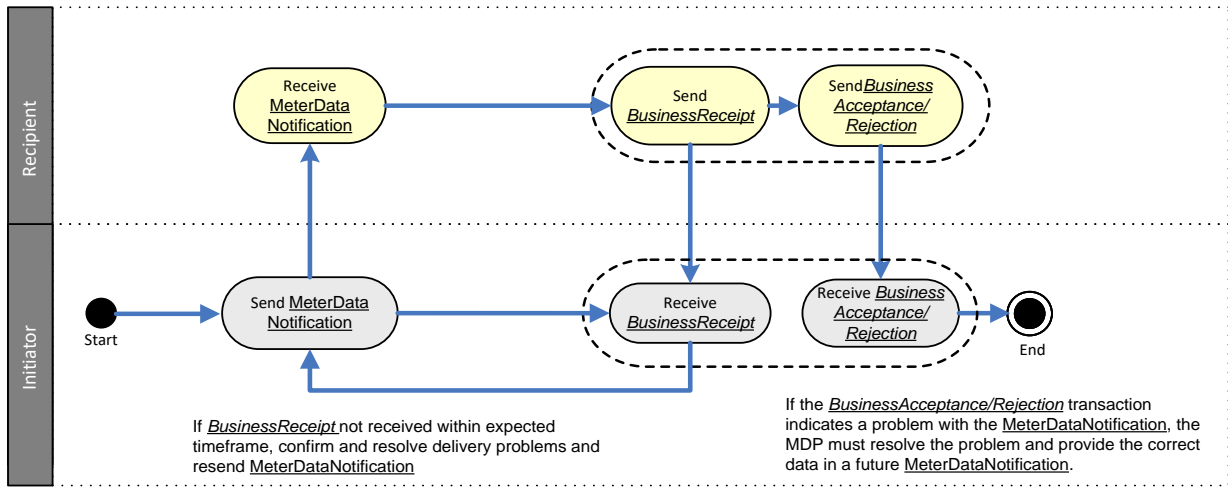 Recipient
Receive
MeterData
Notification
Send
BusinessReceipt
SendBusiness
Acceptance/
Rejection
Initiator
Start
Send MeterData
Notification
Receive
BusinessReceipt
Receive Business
Acceptance/
Rejection
End
If BusinessReceipt not received within expected
timeframe, confirm and resolve delivery problems and
resend MeterDataNotification
If the BusinessAcceptance/Rejection transaction
indicates a problem with the MeterDataNotification, the
MDP must resolve the problem and provide the correct
data in a future MeterDataNotification.